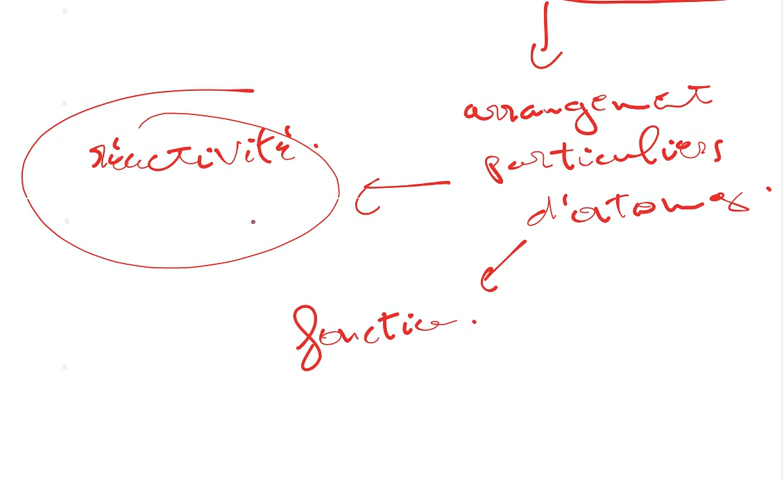 arrangement
particuliers
d'atomes.
réactivité.
fonction.